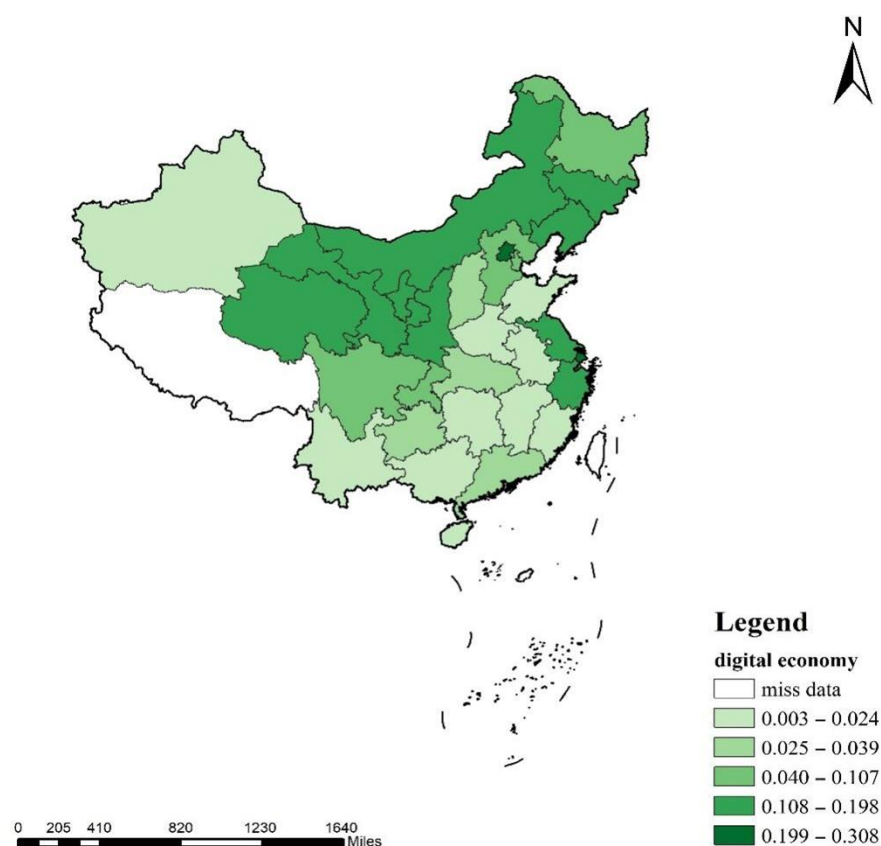 N
Legend
digital economy
miss data
0.003 – 0.024
0.025 – 0.039
0.040 – 0.107
0.108 – 0.198
0.199 – 0.308
0 205 410 820 1230 1640
Miles